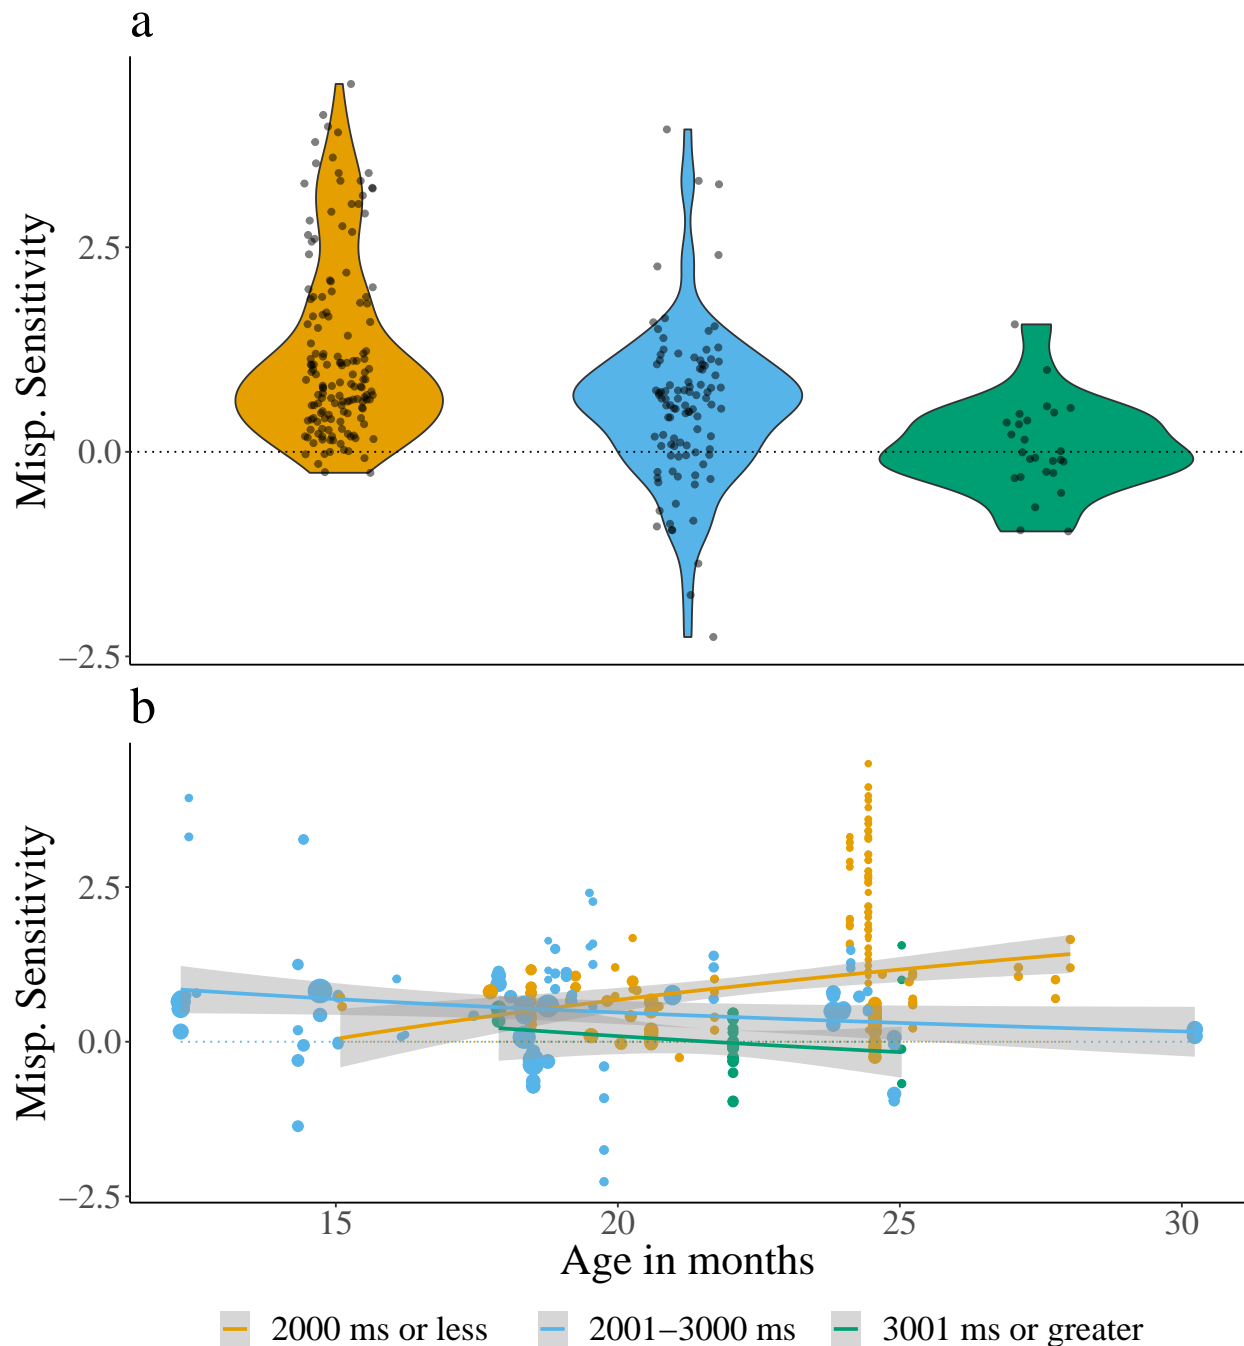 a
Misp. Sensitivity
2.5
0.0
−2.5
b
Misp. Sensitivity
2.5
0.0
−2.5
15 20 25 30
Age in months
2000 ms or less 2001−3000 ms 3001 ms or greater